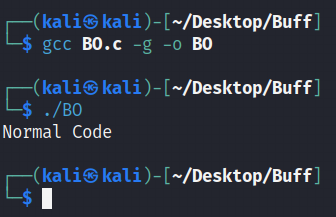 ┌──(kali㉿kali)-[~/Desktop/Buff]
└─$ gcc BO.c -g -o BO
┌──(kali㉿kali)-[~/Desktop/Buff]
└─$ ./BO
Normal Code
┌──(kali㉿kali)-[~/Desktop/Buff]
└─$